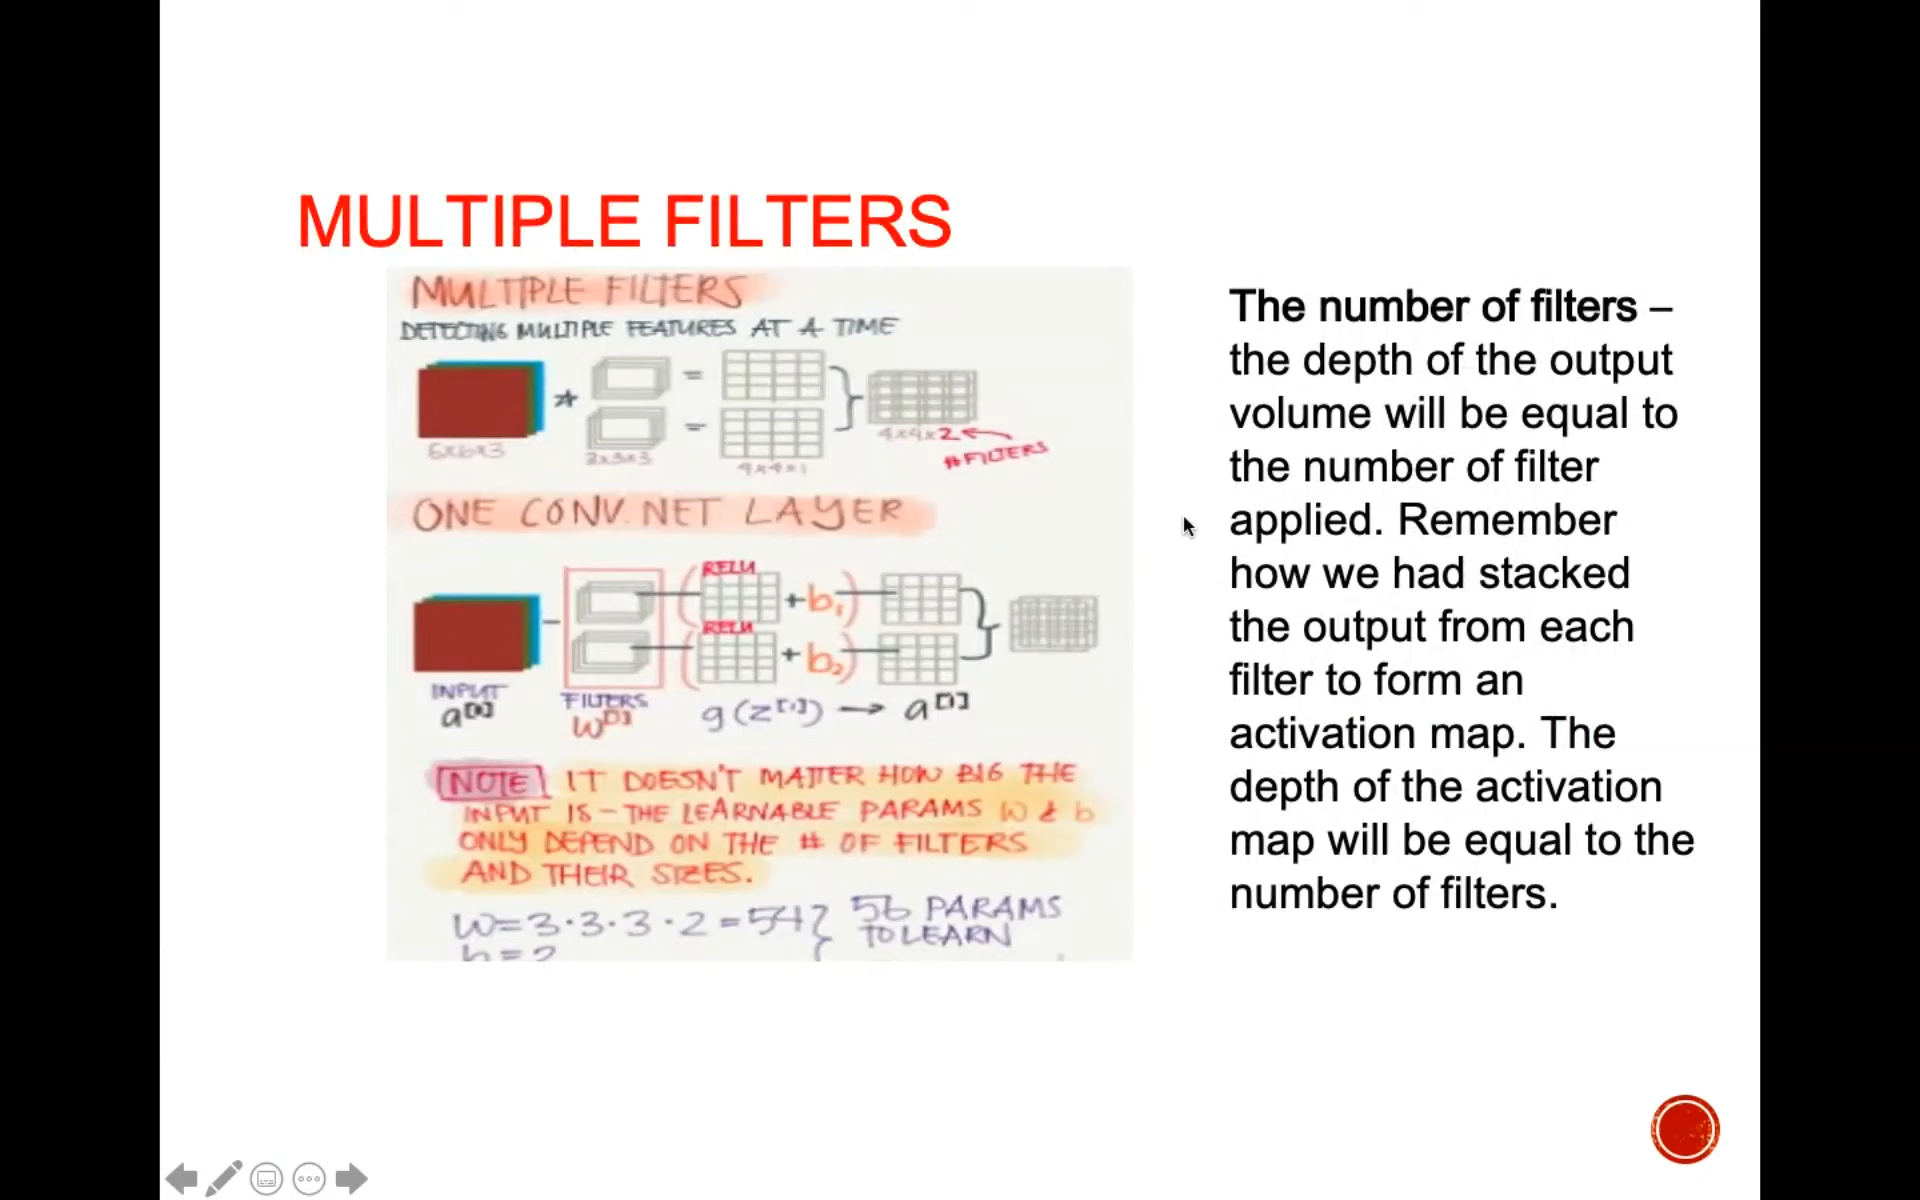 MULTIPLE FILTERS
MULTIPLE FILTERS
DETECTING MULTIPLE FEATURES AT A TIME
* = =
6x6x3
3x3x3
4x4x1
4x4x2
#FILTERS
ONE CONV. NET LAYER
RELU
+b₁
RELU
+b₂
INPUT
FILTERS
g(z[1]) → a[1]
NOTE IT DOESN'T MATTER HOW BIG THE
INPUT IS - THE LEARNABLE PARAMS W & b
ONLY DEPEND ON THE # OF FILTERS
AND THEIR SIZES.
W=3·3·3·2=54} 56 PARAMS
TO LEARN
b=2
The number of filters –
the depth of the output
volume will be equal to
the number of filter
applied. Remember
how we had stacked
the output from each
filter to form an
activation map. The
depth of the activation
map will be equal to the
number of filters.